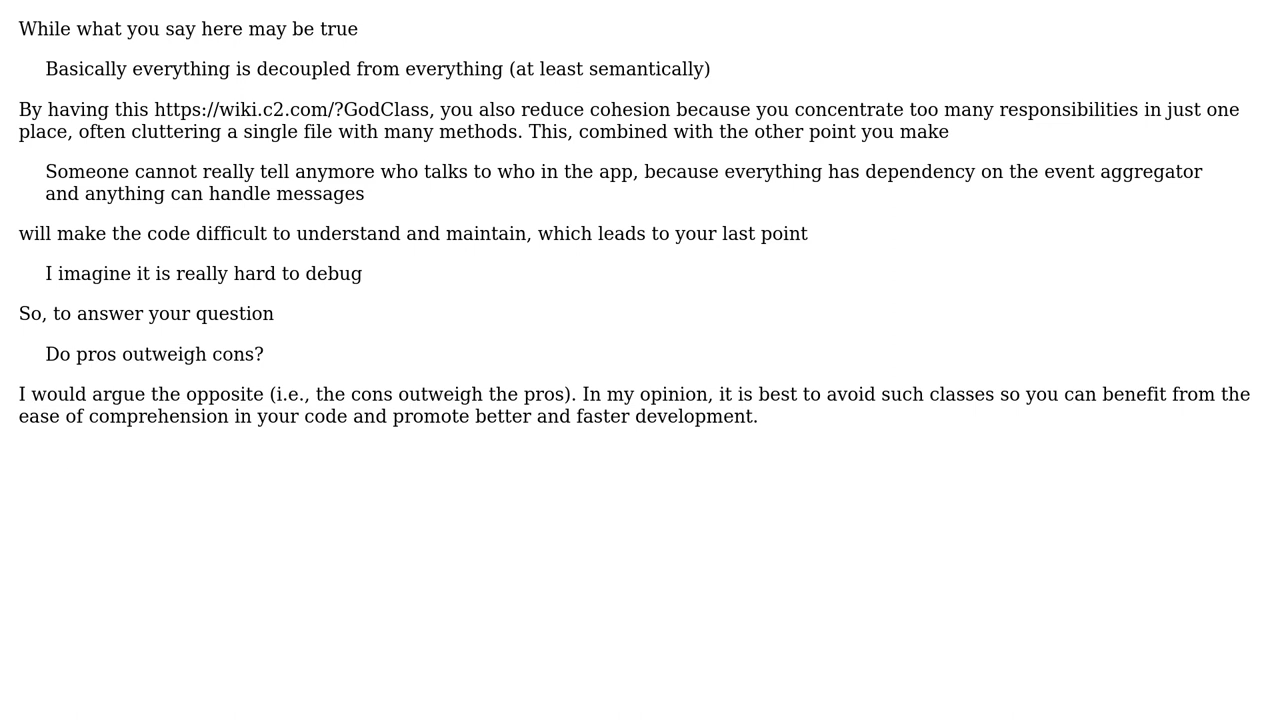 While what you say here may be true
Basically everything is decoupled from everything (at least semantically)
By having this https://wiki.c2.com/?GodClass, you also reduce cohesion because you concentrate too many responsibilities in just one
place, often cluttering a single file with many methods. This, combined with the other point you make
Someone cannot really tell anymore who talks to who in the app, because everything has dependency on the event aggregator
and anything can handle messages
will make the code difficult to understand and maintain, which leads to your last point
I imagine it is really hard to debug
So, to answer your question
Do pros outweigh cons?
I would argue the opposite (i.e., the cons outweigh the pros). In my opinion, it is best to avoid such classes so you can benefit from the
ease of comprehension in your code and promote better and faster development.